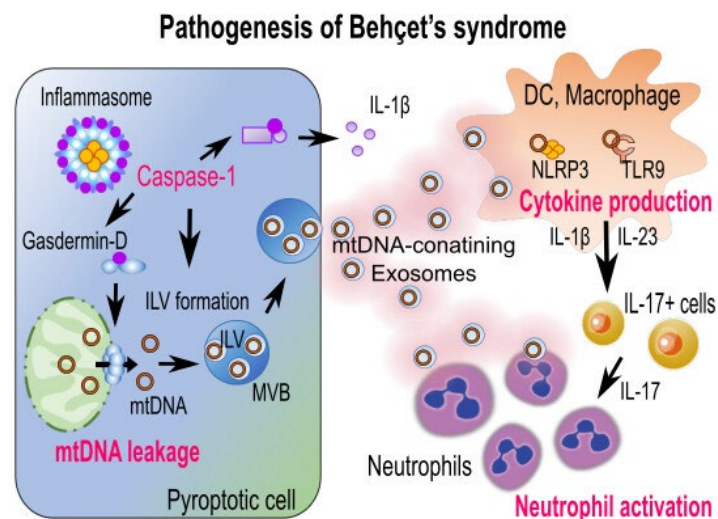 Pathogenesis of Behçet's syndrome
Inflammasome
Caspase-1
IL-1β
DC, Macrophage
NLRP3
TLR9
Cytokine production
IL-1β
IL-23
Gasdermin-D
mtDNA-conatining
Exosomes
ILV formation
ILV
IL-17+ cells
mtDNA
MVB
IL-17
mtDNA leakage
Neutrophils
Pyroptotic cell
Neutrophil activation